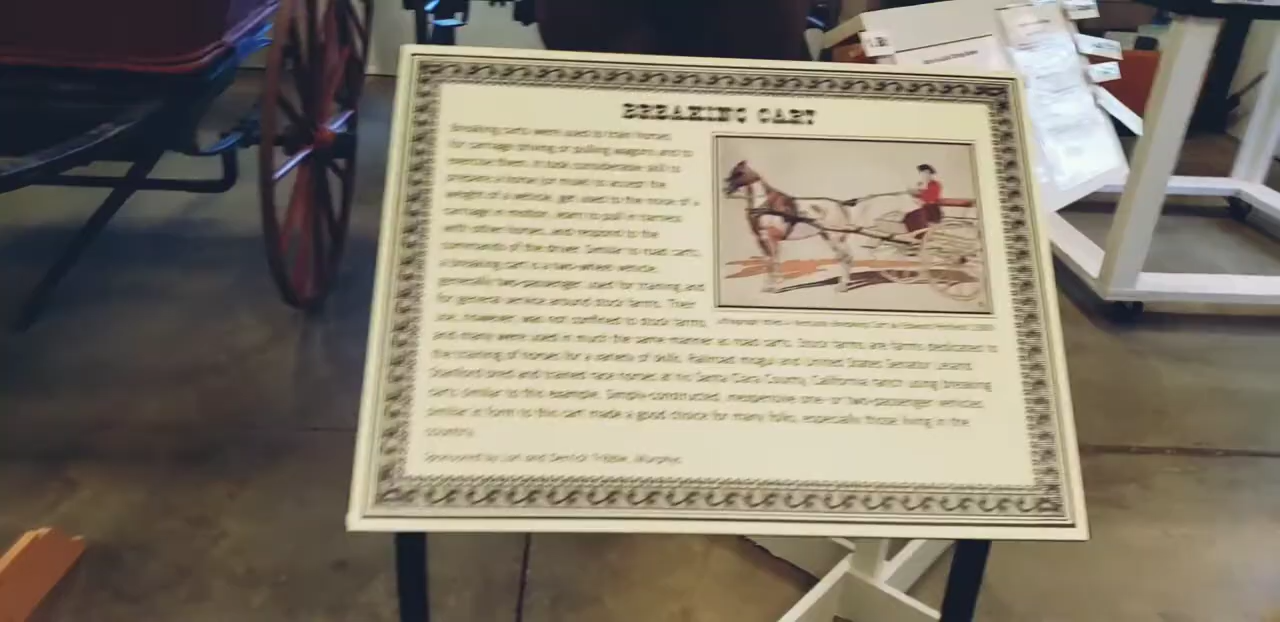 BREAKING CART
Breaking carts were used to train horses
for carriage driving or pulling wagons and to
exercise them. It took considerable skill to
prepare a horse (or mule) to accept the
weight of a vehicle, get used to the noise of a
carriage in motion, learn to pull in harness
with other horses, and respond to the
commands of the driver. Similar to road carts,
a breaking cart is a two-wheel vehicle,
generally two-passenger, used for training and
for general service around stock farms. Their
use, however, was not confined to stock farms,
and many were used in much the same manner as road carts. Stock farms are farms dedicated to
the training of horses for a variety of skills. Railroad mogul and United States Senator Leland
Stanford bred and trained race horses at his Santa Clara County, California ranch using breaking
carts similar to this example. Simply-constructed, inexpensive one- or two-passenger vehicles
similar in form to this cart made a good choice for many folks, especially those living in the
country.
Sponsored by Lori and Derrick Murphys